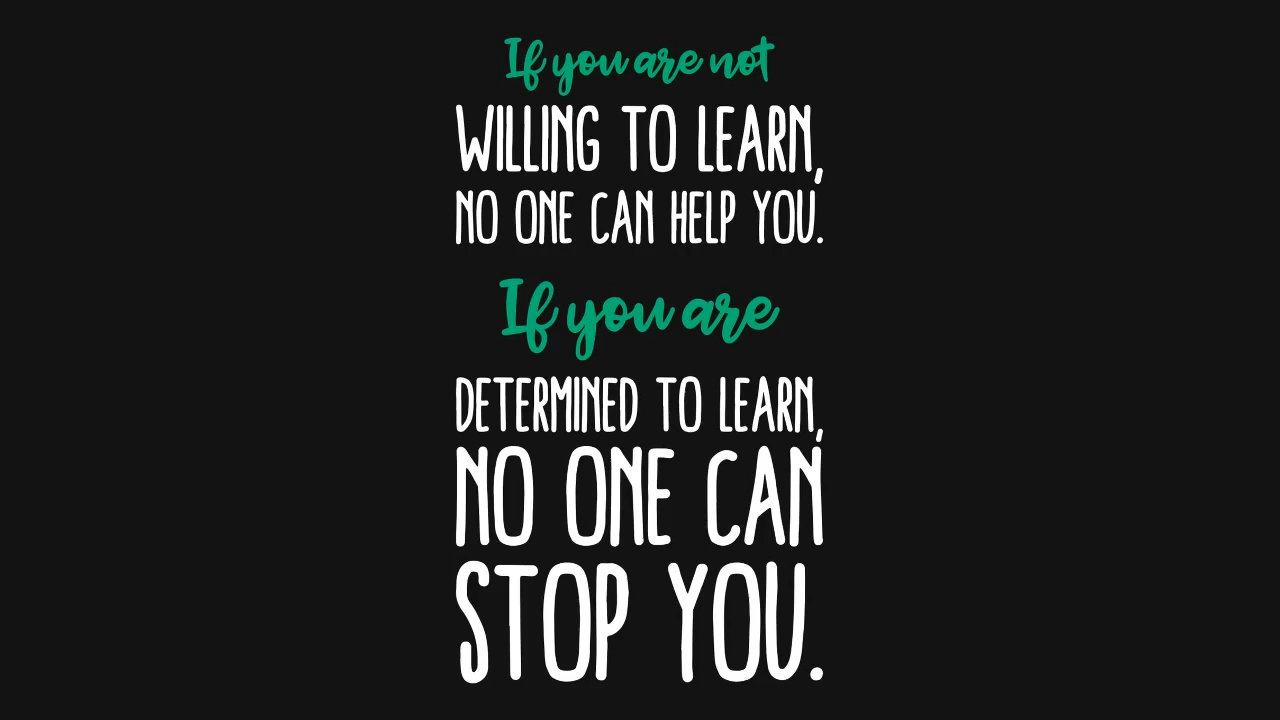 If you are not
WILLING TO LEARN,
NO ONE CAN HELP YOU.
If you are
DETERMINED TO LEARN,
NO ONE CAN
STOP YOU.